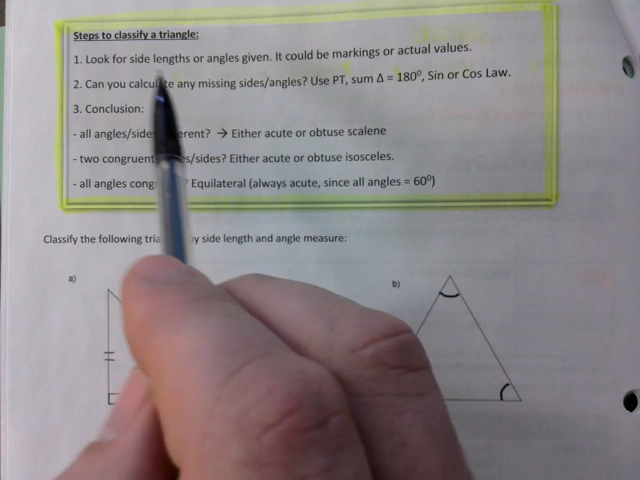 Steps to classify a triangle:
1. Look for side lengths or angles given. It could be markings or actual values.
2. Can you calculate any missing sides/angles? Use PT, sum Δ = 180⁰, Sin or Cos Law.
3. Conclusion:
- all angles/side erent? → Either acute or obtuse scalene
- two congruent es/sides? Either acute or obtuse isosceles.
- all angles cong ? Equilateral (always acute, since all angles = 60⁰)
Classify the following tria by side length and angle measure:
a) b)